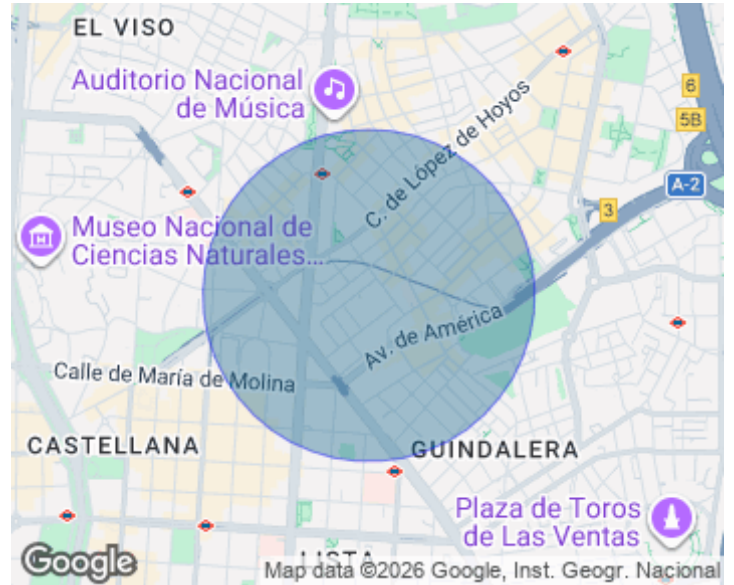 EL VISO
Auditorio Nacional
de Música
6
5B
C. de López de Hoyos
A-2
3
Museo Nacional de
Ciencias Naturales....
Av. de América
Calle de María de Molina
CASTELLANA
GUINDALERA
Plaza de Toros
de Las Ventas
LISTA
Google
Map data ©2026 Google, Inst. Geogr. Nacional